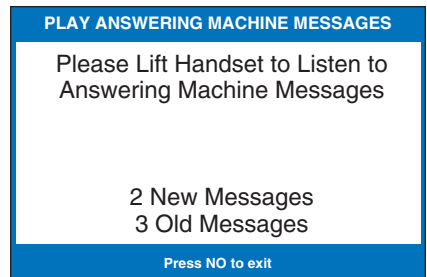 PLAY ANSWERING MACHINE MESSAGES
Please Lift Handset to Listen to
Answering Machine Messages
2 New Messages
3 Old Messages
Press NO to exit